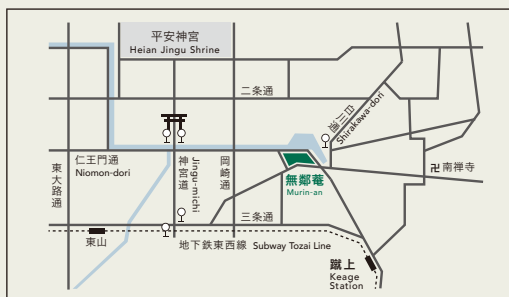 平安神宮
Heian Jingu Shrine
二条通
白川通
Shirakawa-dori
仁王門通
Niomon-dori
東大路通
神宮道
Jingu-michi
岡崎通
無鄰菴
Murin-an
卍南禅寺
三条通
東山
地下鉄東西線 Subway Tozai Line
蹴上
Keage
Station